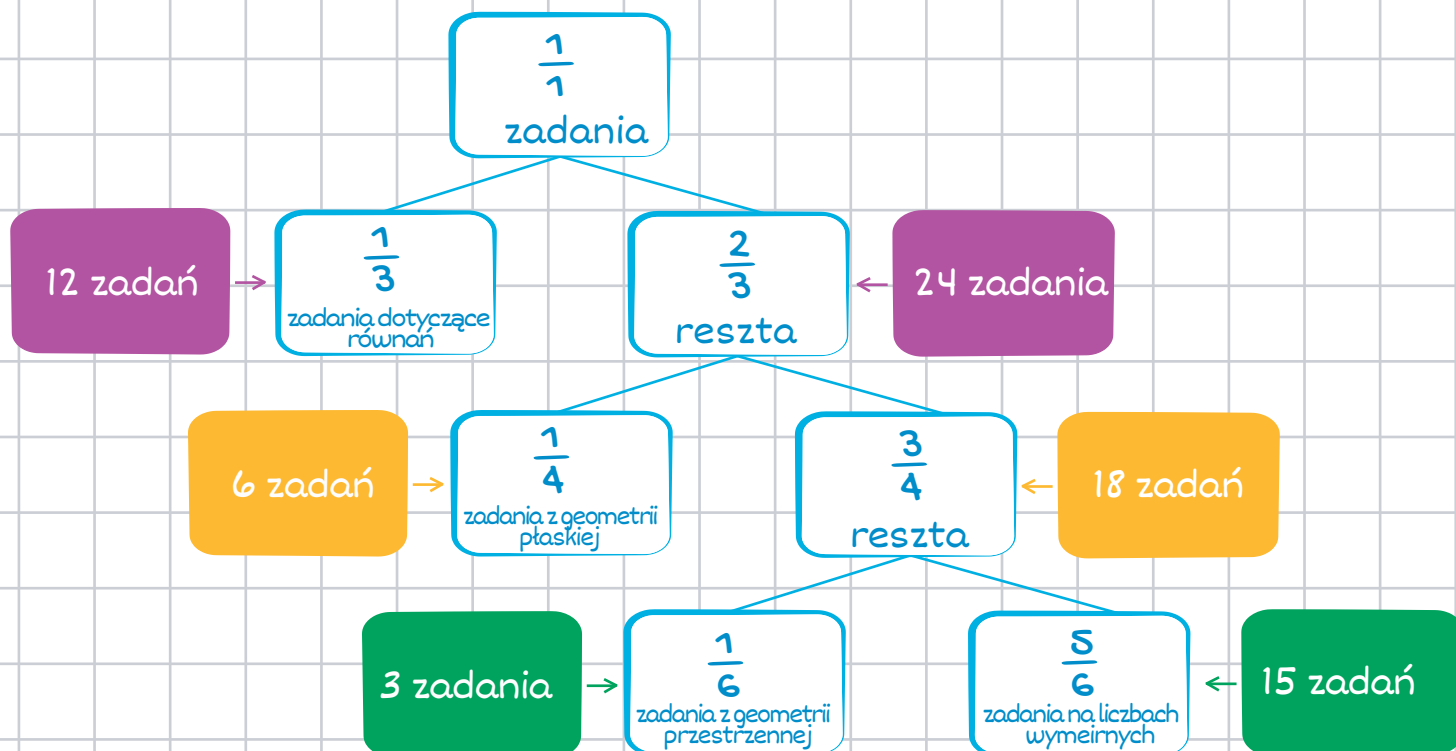 1
1
zadania
12 zadań
1
3
zadania dotyczące
równań
2
3
reszta
24 zadania
6 zadań
1
4
zadania z geometrii
płaskiej
3
4
reszta
18 zadań
3 zadania
1
6
zadania z geometrii
przestrzennej
5
6
zadania na liczbach
wymeirnych
15 zadań